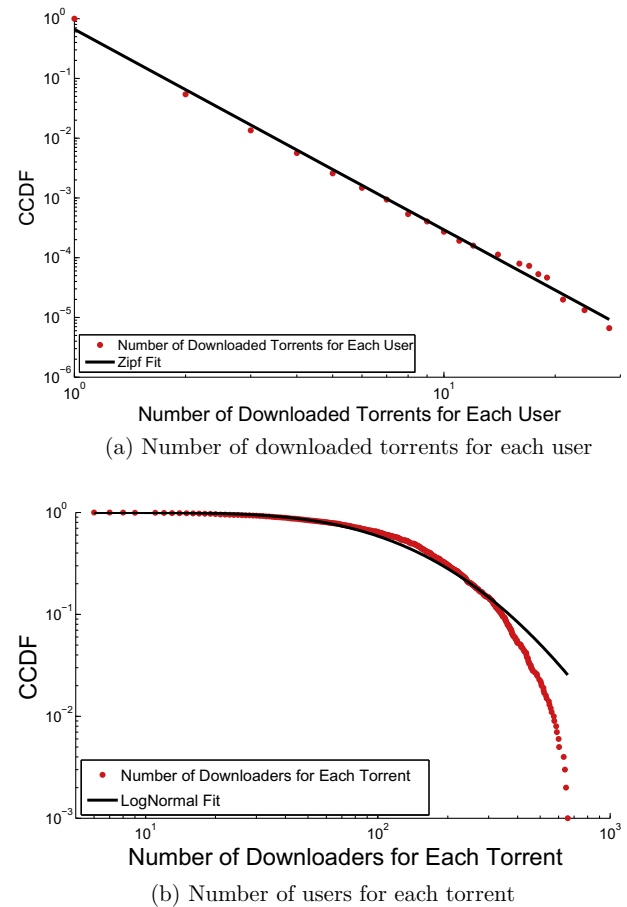 10^0
10^-1
10^-2
10^-3
10^-4
10^-5
10^-6
CCDF
Number of Downloaded Torrents for Each User
Zipf Fit
10^0
10^1
Number of Downloaded Torrents for Each User
(a) Number of downloaded torrents for each user
10^0
10^-1
10^-2
10^-3
CCDF
Number of Downloaders for Each Torrent
LogNormal Fit
10^1
10^2
10^3
Number of Downloaders for Each Torrent
(b) Number of users for each torrent